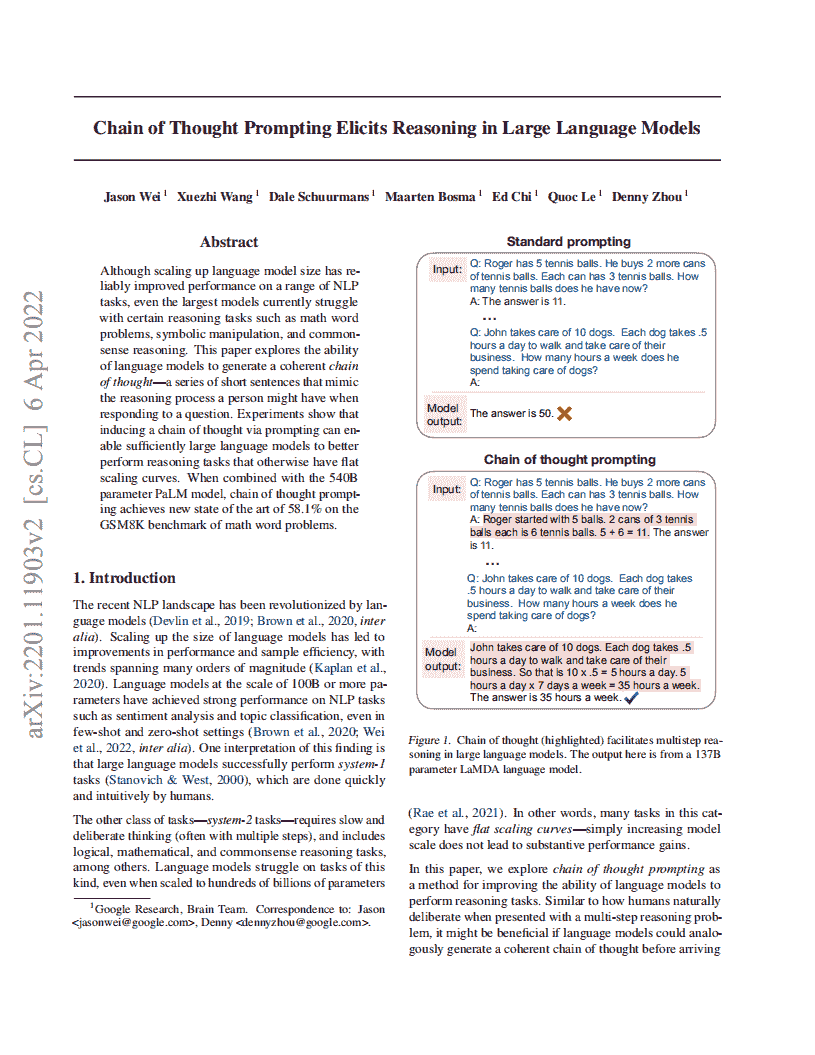 arXiv:2201.11903v2 [cs.CL] 6 Apr 2022
Chain of Thought Prompting Elicits Reasoning in Large Language Models
Jason Wei 1 Xuezhi Wang 1 Dale Schuurmans 1 Maarten Bosma 1 Ed Chi 1 Quoc Le 1 Denny Zhou 1
Abstract
Although scaling up language model size has re-
liably improved performance on a range of NLP
tasks, even the largest models currently struggle
with certain reasoning tasks such as math word
problems, symbolic manipulation, and common-
sense reasoning. This paper explores the ability
of language models to generate a coherent chain
of thought—a series of short sentences that mimic
the reasoning process a person might have when
responding to a question. Experiments show that
inducing a chain of thought via prompting can en-
able sufficiently large language models to better
perform reasoning tasks that otherwise have flat
scaling curves. When combined with the 540B
parameter PaLM model, chain of thought prompt-
ing achieves new state of the art of 58.1% on the
GSM8K benchmark of math word problems.
1. Introduction
The recent NLP landscape has been revolutionized by lan-
guage models (Devlin et al., 2019; Brown et al., 2020, inter
alia). Scaling up the size of language models has led to
improvements in performance and sample efficiency, with
trends spanning many orders of magnitude (Kaplan et al.,
2020). Language models at the scale of 100B or more pa-
rameters have achieved strong performance on NLP tasks
such as sentiment analysis and topic classification, even in
few-shot and zero-shot settings (Brown et al., 2020; Wei
et al., 2022, inter alia). One interpretation of this finding is
that large language models successfully perform system-1
tasks (Stanovich & West, 2000), which are done quickly
and intuitively by humans.
The other class of tasks—system-2 tasks—requires slow and
deliberate thinking (often with multiple steps), and includes
logical, mathematical, and commonsense reasoning tasks,
among others. Language models struggle on tasks of this
kind, even when scaled to hundreds of billions of parameters
1Google Research, Brain Team. Correspondence to: Jason
<jasonwei@google.com>, Denny <dennyzhou@google.com>.
Standard prompting
Input:
Q: Roger has 5 tennis balls. He buys 2 more cans
of tennis balls. Each can has 3 tennis balls. How
many tennis balls does he have now?
A: The answer is 11.
...
Q: John takes care of 10 dogs. Each dog takes .5
hours a day to walk and take care of their
business. How many hours a week does he
spend taking care of dogs?
A:
Model
output:
The answer is 50.
Chain of thought prompting
Input:
Q: Roger has 5 tennis balls. He buys 2 more cans
of tennis balls. Each can has 3 tennis balls. How
many tennis balls does he have now?
A: Roger started with 5 balls. 2 cans of 3 tennis
balls each is 6 tennis balls. 5 + 6 = 11. The answer
is 11.
...
Q: John takes care of 10 dogs. Each dog takes
.5 hours a day to walk and take care of their
business. How many hours a week does he
spend taking care of dogs?
A:
Model
output:
John takes care of 10 dogs. Each dog takes .5
hours a day to walk and take care of their
business. So that is 10 x .5 = 5 hours a day. 5
hours a day x 7 days a week = 35 hours a week.
The answer is 35 hours a week.
Figure 1. Chain of thought (highlighted) facilitates multistep rea-
soning in large language models. The output here is from a 137B
parameter LaMDA language model.
(Rae et al., 2021). In other words, many tasks in this cat-
egory have flat scaling curves—simply increasing model
scale does not lead to substantive performance gains.
In this paper, we explore chain of thought prompting as
a method for improving the ability of language models to
perform reasoning tasks. Similar to how humans naturally
deliberate when presented with a multi-step reasoning prob-
lem, it might be beneficial if language models could analo-
gously generate a coherent chain of thought before arriving